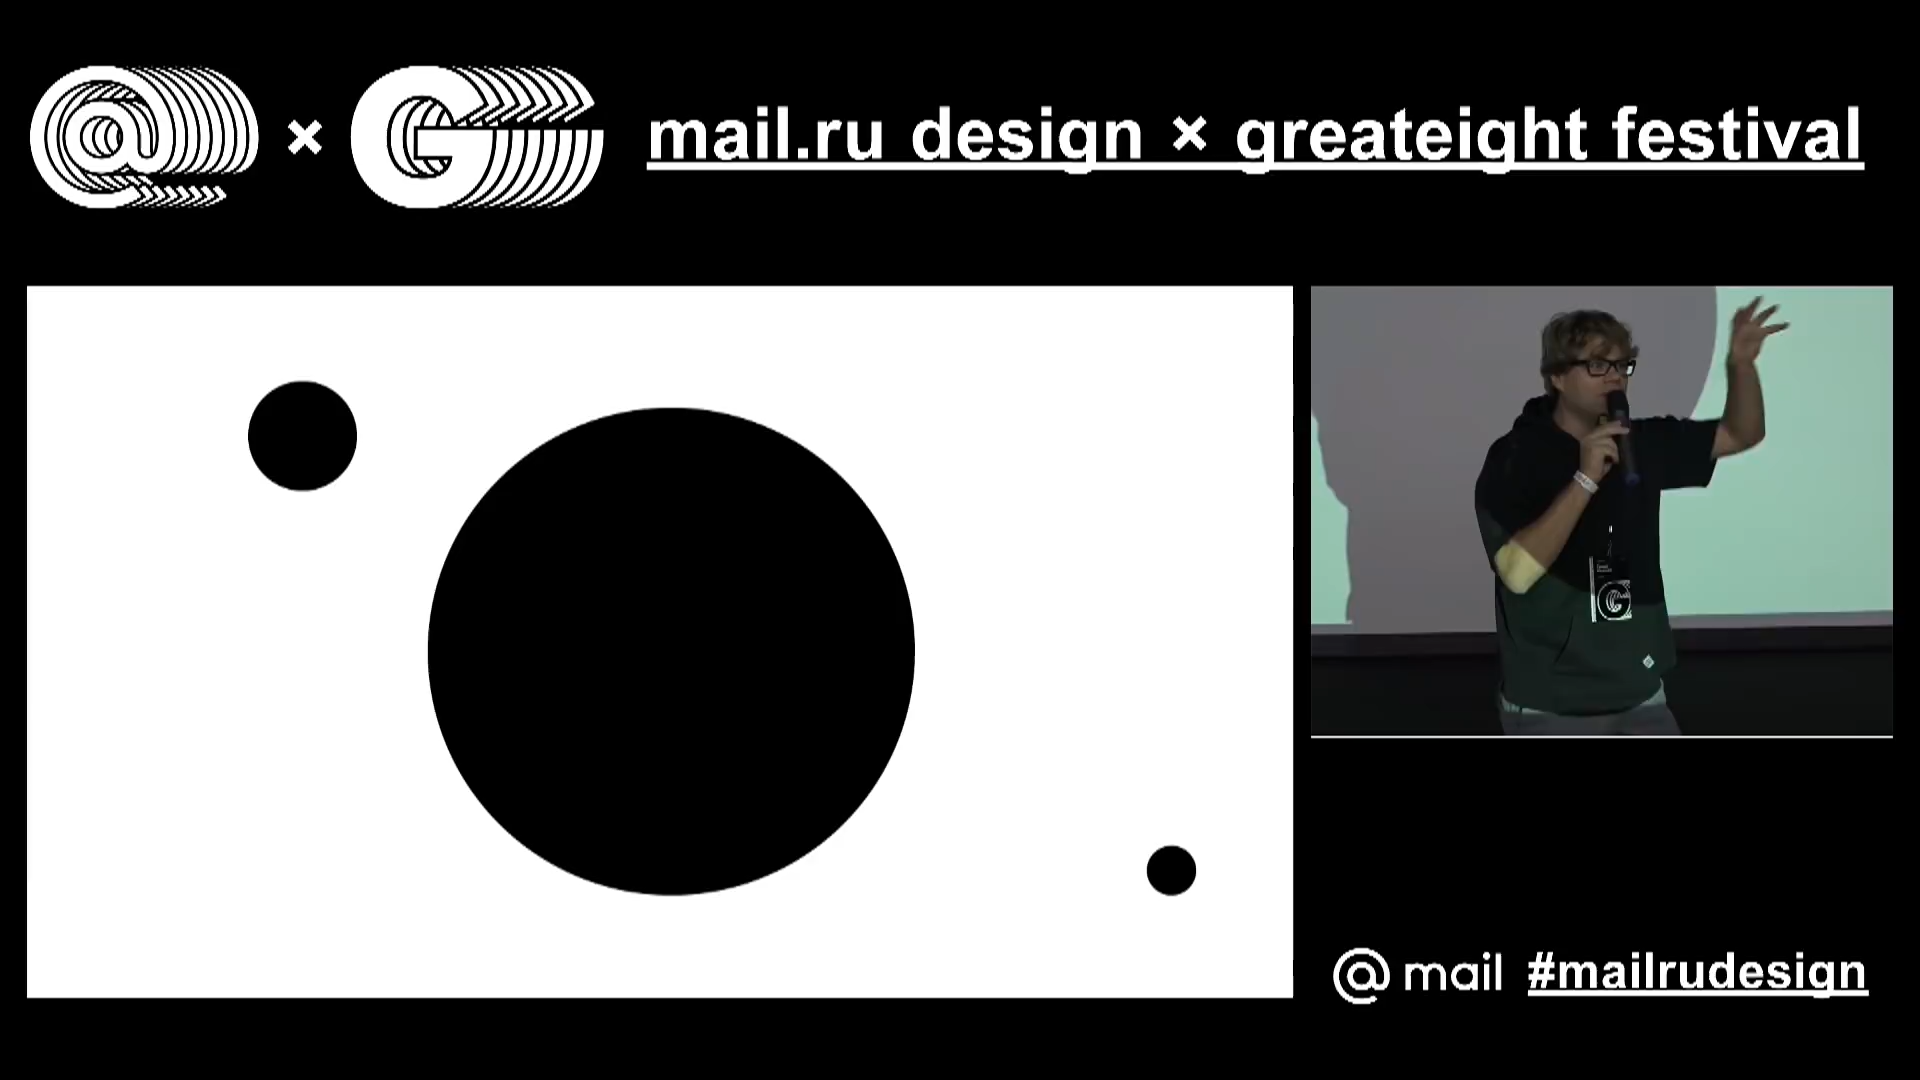 @ × G mail.ru design × greateight festival
@ mail #mailrudesign